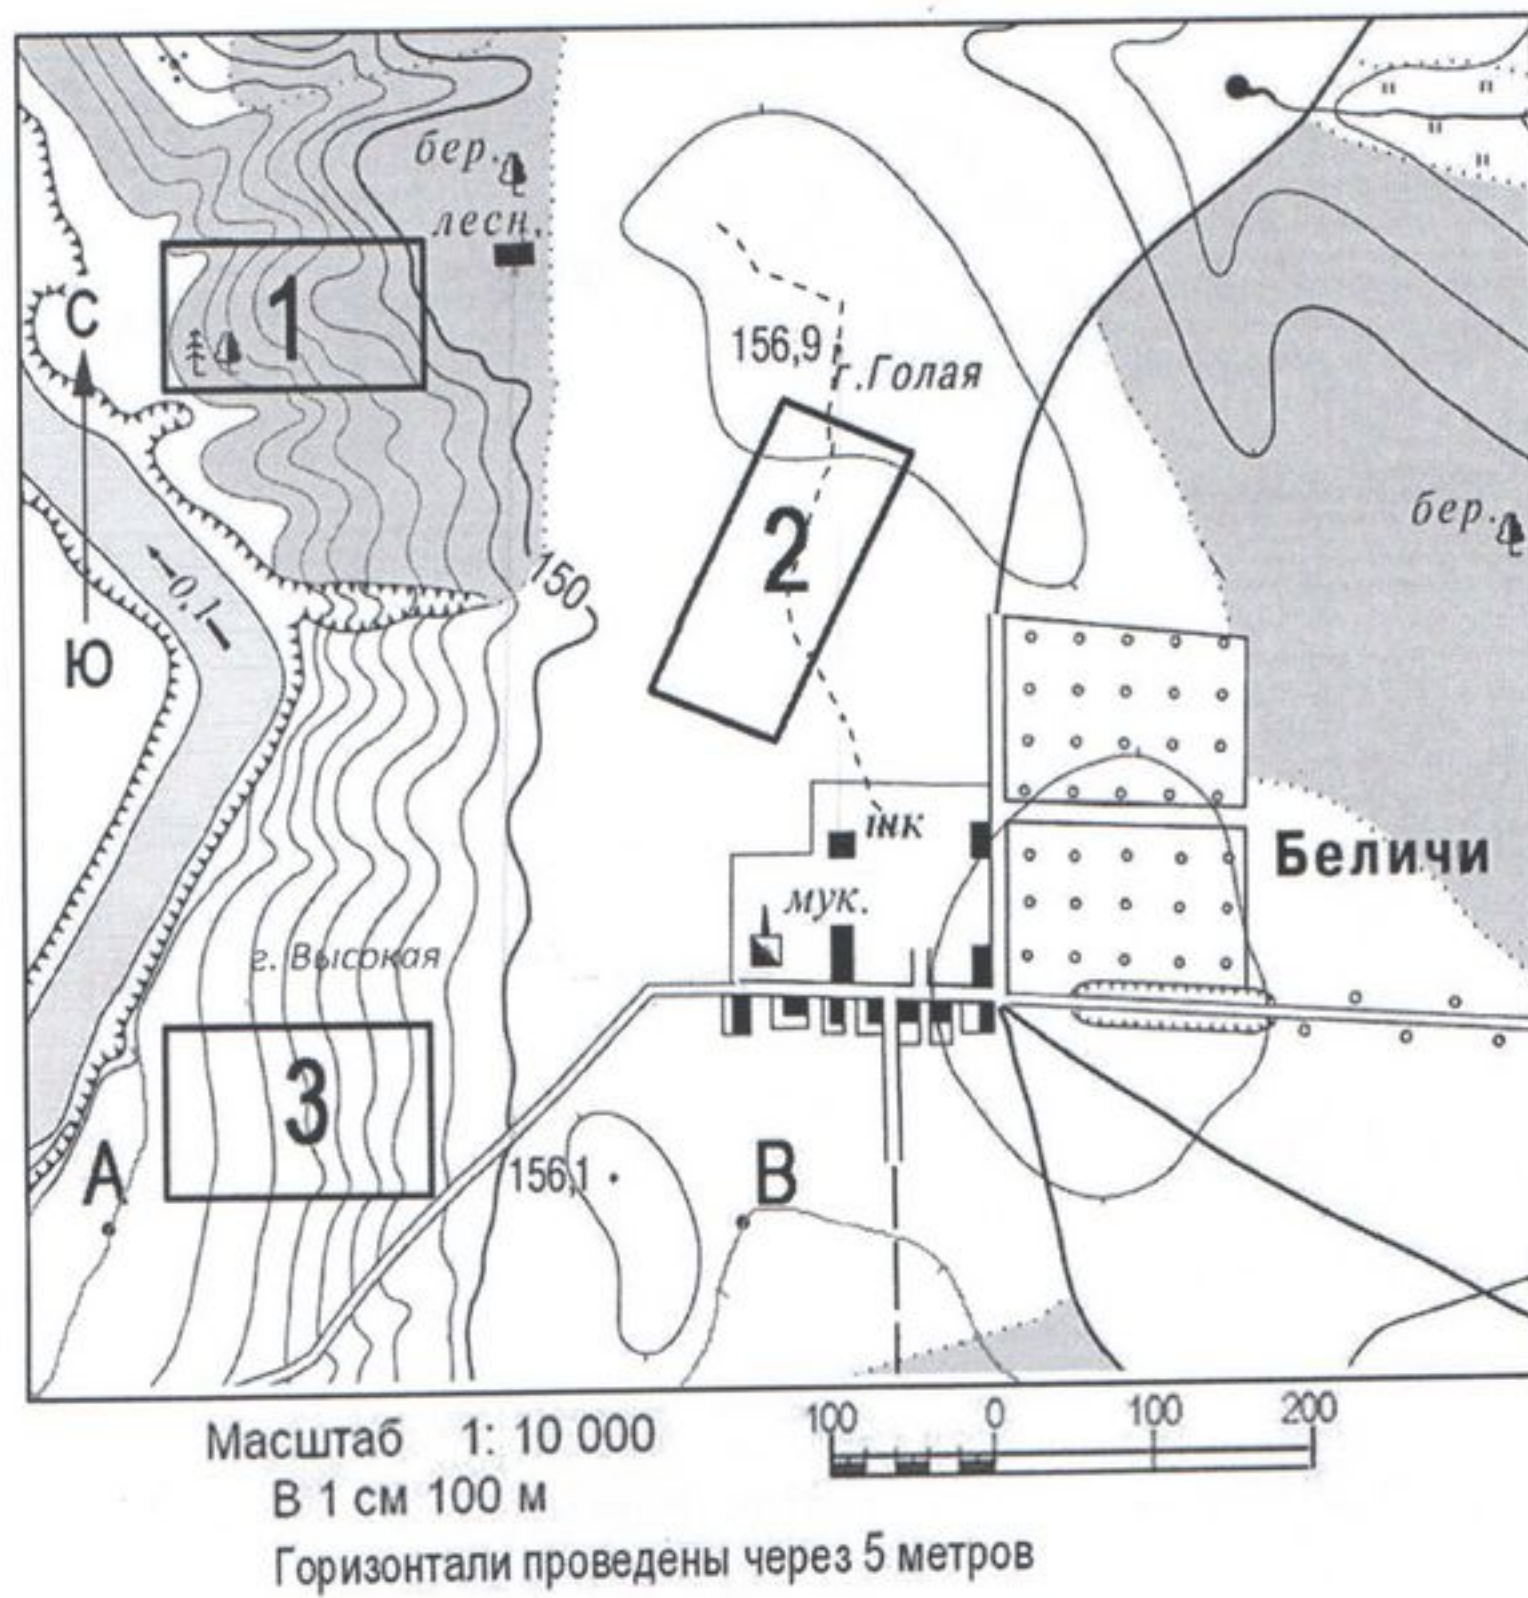 бер.
лесн.
С
1
156,9
г.Голая
бер.
2
150
0,1
Ю
шк
Беличи
мук.
г. Высокая
3
А
156,1
В
Масштаб 1: 10 000
100 0 100 200
В 1 см 100 м
Горизонтали проведены через 5 метров